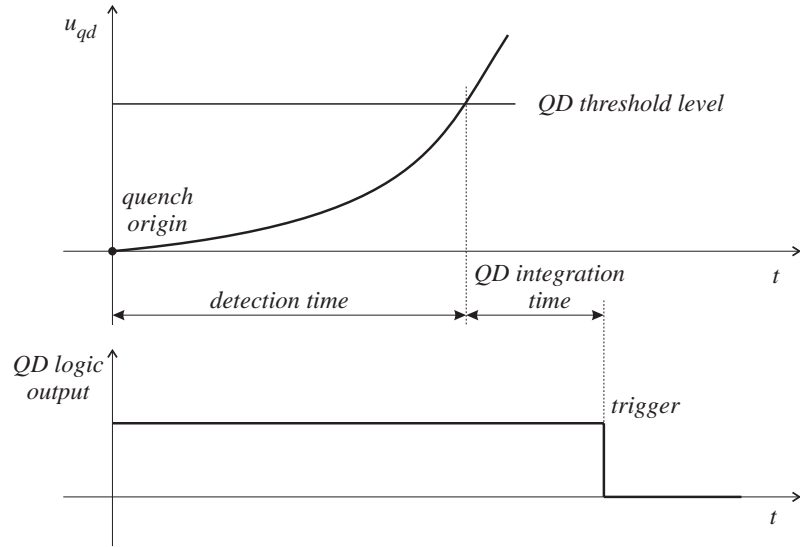 u_qd
QD threshold level
quench
origin
t
QD integration
time
detection time
QD logic
output
trigger
t